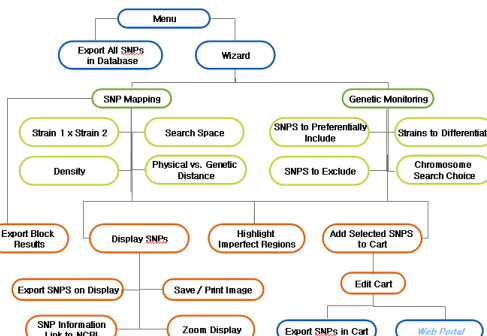 Menu
Export All SNPs
in Database
Wizard
SNP Mapping
Genetic Monitoring
Strain 1 x Strain 2
Search Space
SNPS to Preferentially
Include
Strains to Differentiat
Density
Physical vs. Genetic
Distance
SNPS to Exclude
Chromosome
Search Choice
Export Block
Results
Display SNPs
Highlight
Imperfect Regions
Add Selected SNPS
to Cart
Export SNPS on Display
Save / Print Image
Edit Cart
SNP Information
Link to NCBI
Zoom Display
Export SNPs in Cart
Web Portal